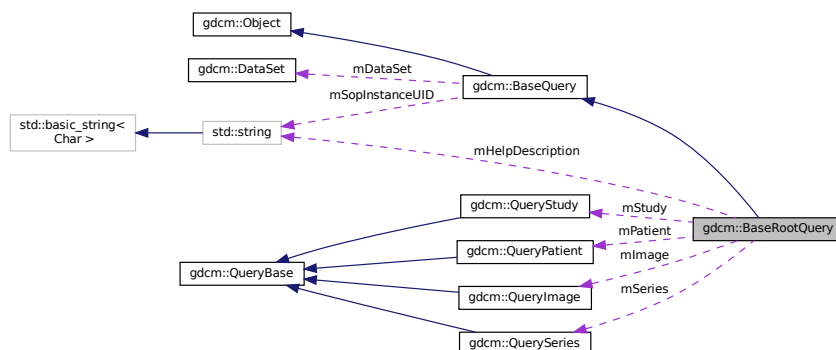 gdcm::Object
gdcm::DataSet
mDataSet
gdcm::BaseQuery
mSopInstanceUID
std::basic_string<
Char >
std::string
mHelpDescription
gdcm::QueryStudy
mStudy
gdcm::BaseRootQuery
mPatient
gdcm::QueryPatient
mImage
gdcm::QueryBase
gdcm::QueryImage
mSeries
gdcm::QuerySeries